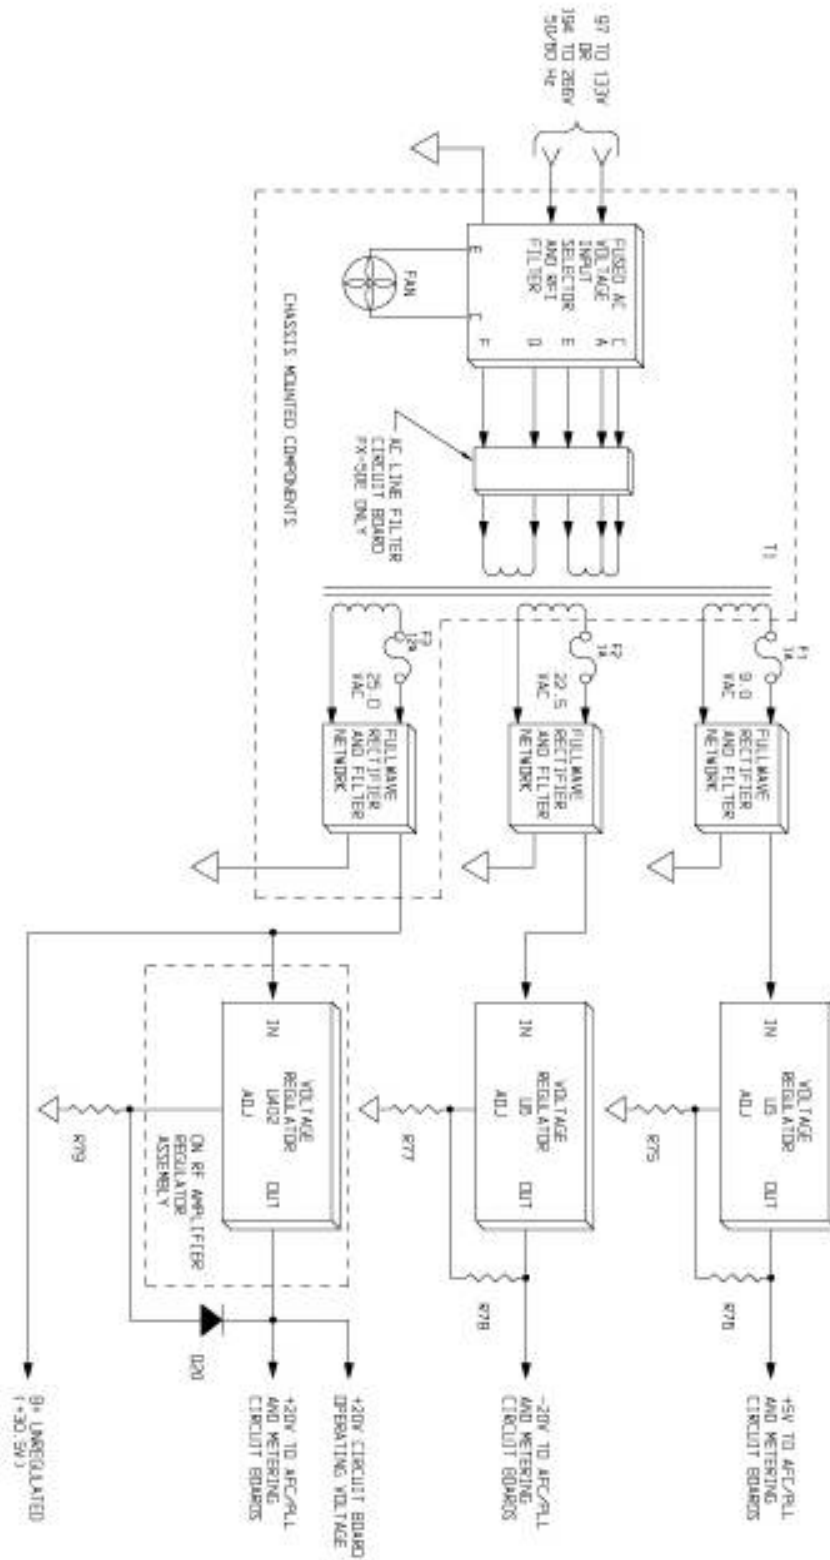 97 TO 133V
OR
194 TO 266V
50/60 Hz
FUSED AC
VOLTAGE
INPUT
SELECTOR
AND RFI
FILTER
C
A
E
D
F
E
C
FAN
CHASSIS MOUNTED COMPONENTS
AC LINE FILTER
CIRCUIT BOARD
FX-50E ONLY
T1
F1
1A
9.0
VAC
FULLWAVE
RECTIFIER
AND FILTER
NETWORK
F2
1A
22.5
VAC
FULLWAVE
RECTIFIER
AND FILTER
NETWORK
F3
12A
25.0
VAC
FULLWAVE
RECTIFIER
AND FILTER
NETWORK
IN
VOLTAGE
REGULATOR
U5
ADJ
OUT
R75
R76
+5V TO AFC/PLL
AND METERING
CIRCUIT BOARDS
IN
VOLTAGE
REGULATOR
ADJ
OUT
R77
R78
-20V TO AFC/PLL
AND METERING
CIRCUIT BOARDS
IN
VOLTAGE
REGULATOR
U402
ADJ
OUT
ON RF AMPLIFIER
REGULATOR
ASSEMBLY
R79
D20
+20V CIRCUIT BOARD
OPERATING VOLTAGE
+20V TO AFC/PLL
AND METERING
CIRCUIT BOARDS
B+ UNREGULATED
(+30.5V)